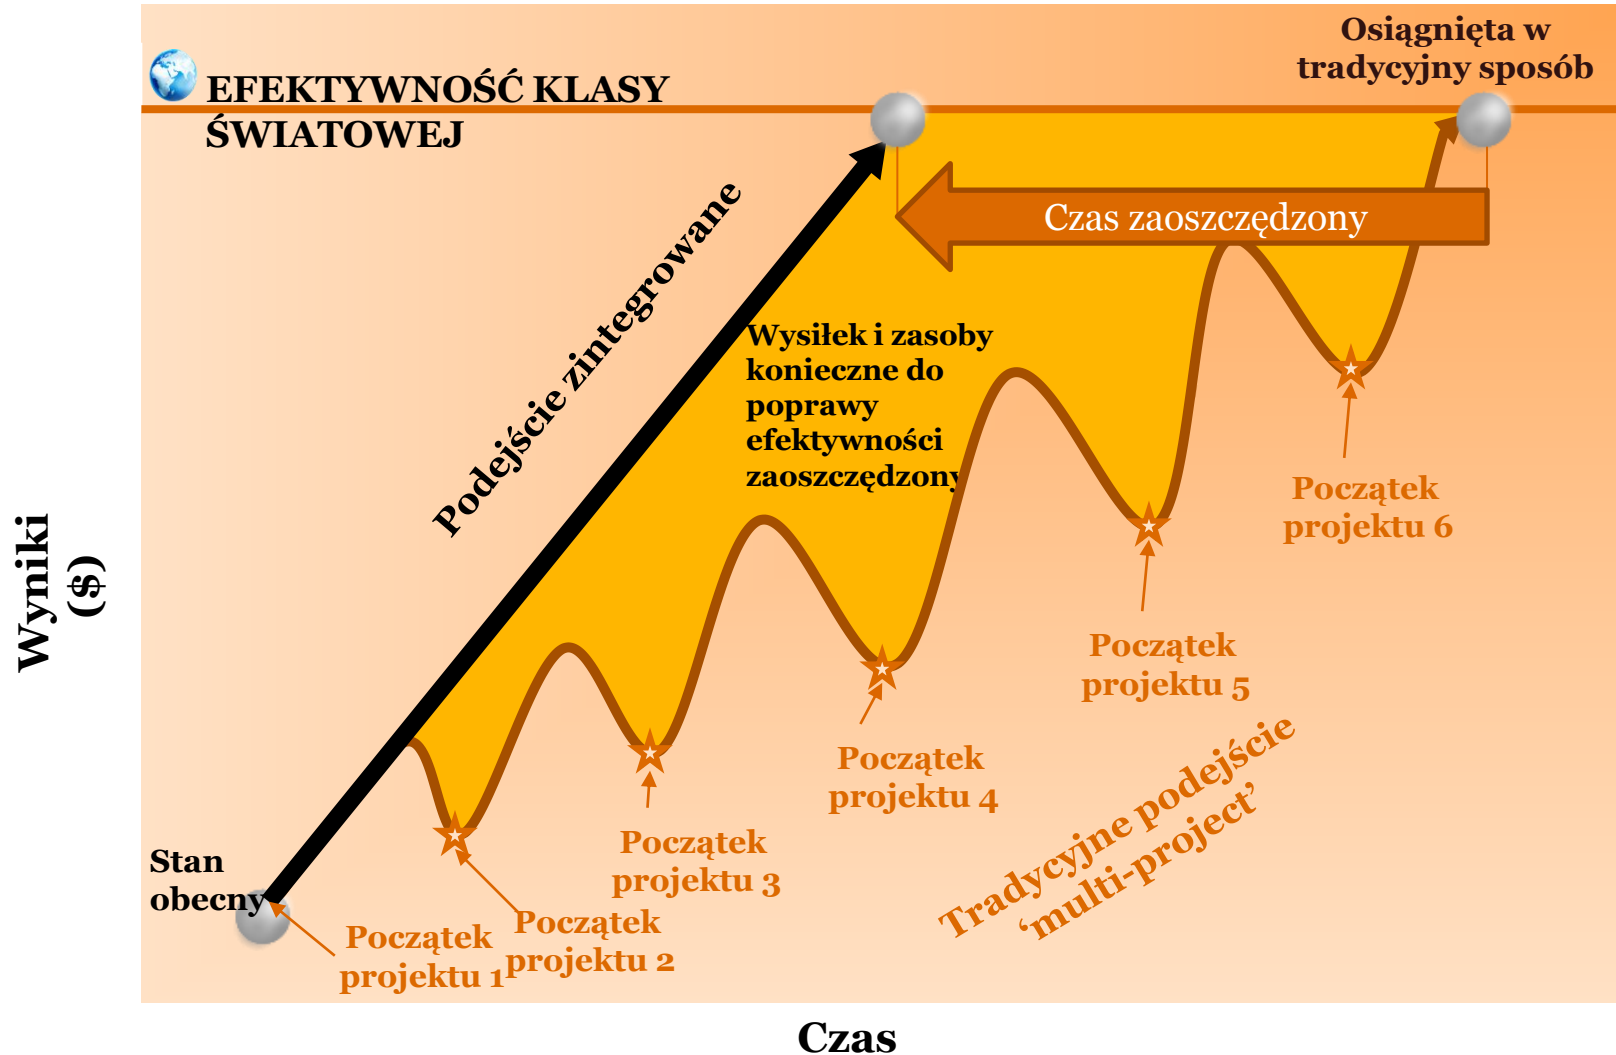 Osiągnięta w
tradycyjny sposób
EFEKTYWNOŚĆ KLASY
ŚWIATOWEJ
Czas zaoszczędzony
Podejście zintegrowane
Wysiłek i zasoby
konieczne do
poprawy
efektywności
zaoszczędzony
Początek
projektu 6
Początek
projektu 5
Początek
projektu 4
Początek
projektu 3
Początek
projektu 2
Początek
projektu 1
Tradycyjne podejście
‘multi-project’
Stan
obecny
Wyniki
($)
Czas